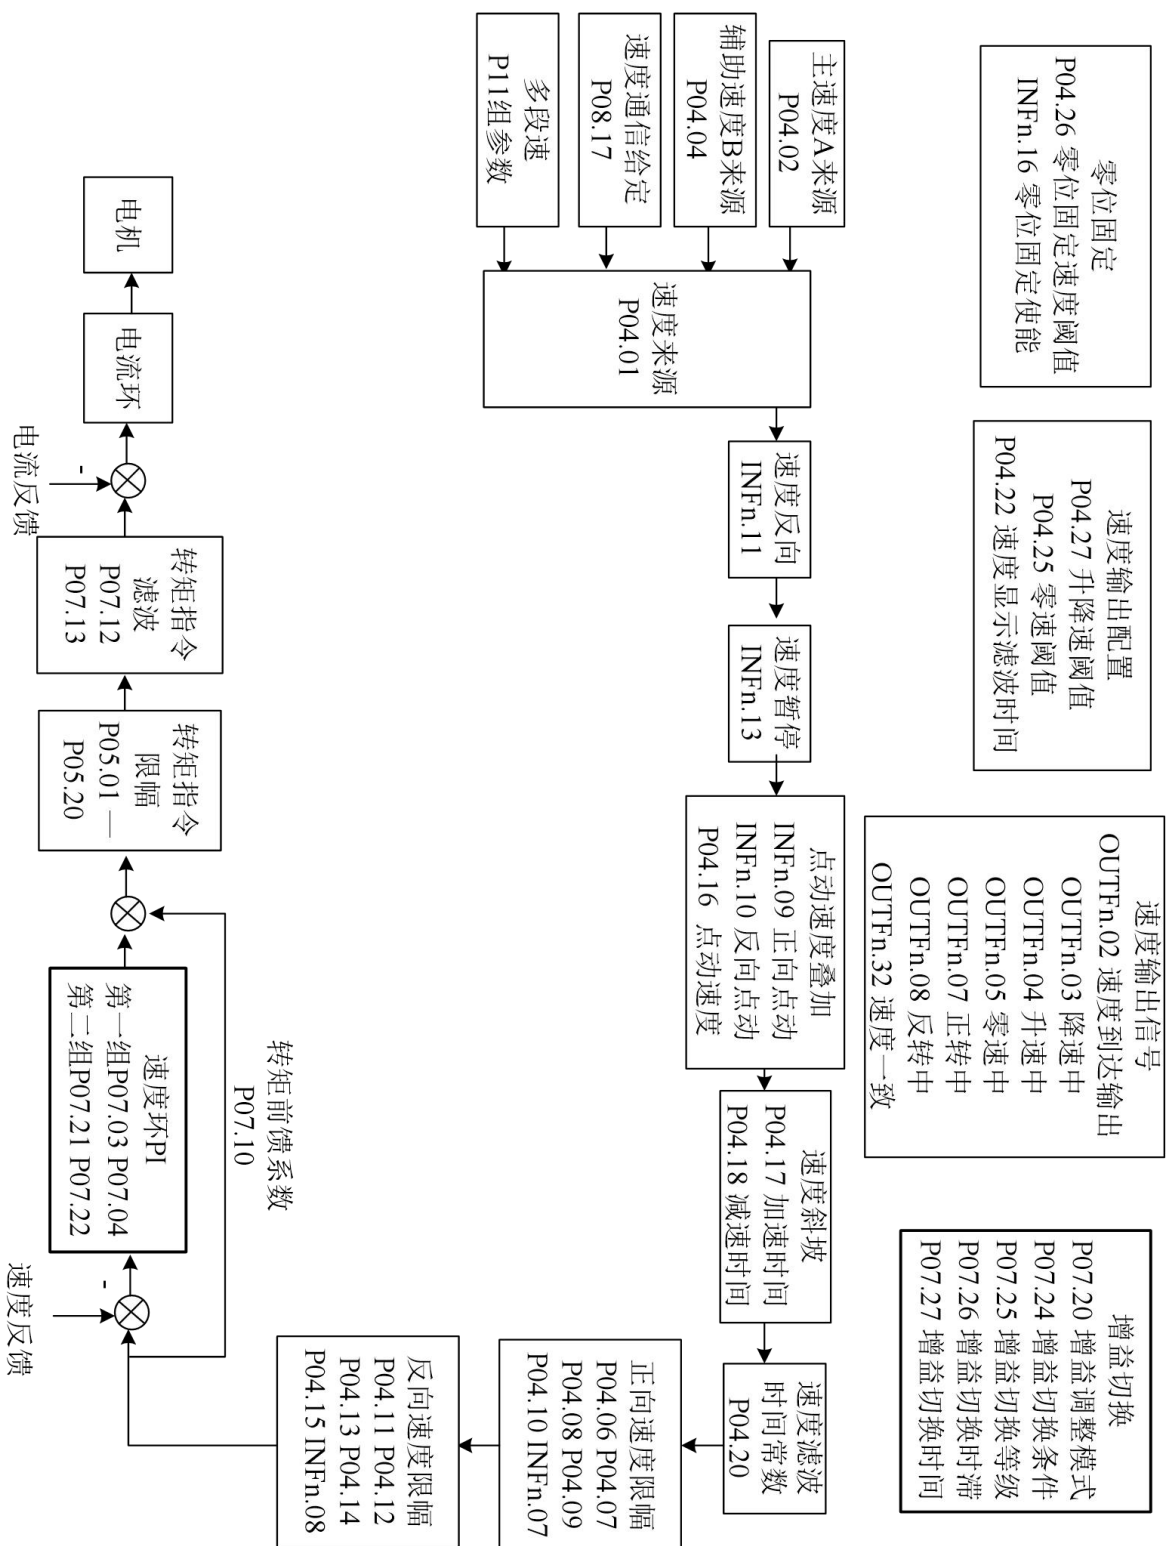 零位固定
P04.26 零位固定速度阈值
INFn.16 零位固定使能
速度输出配置
P04.27 升降速阈值
P04.25 零速阈值
P04.22 速度显示滤波时间
速度输出信号
OUTFn.02 速度到达输出
OUTFn.03 降速中
OUTFn.04 升速中
OUTFn.05 零速中
OUTFn.07 正转中
OUTFn.08 反转中
OUTFn.32 速度一致
增益切换
P07.20 增益调整模式
P07.24 增益切换条件
P07.25 增益切换等级
P07.26 增益切换时滞
P07.27 增益切换时间
主速度A来源
P04.02
辅助速度B来源
P04.04
速度通信给定
P08.17
多段速
P11组参数
速度来源
P04.01
速度反向
INFn.11
速度暂停
INFn.13
点动速度叠加
INFn.09 正向点动
INFn.10 反向点动
P04.16 点动速度
速度斜坡
P04.17 加速时间
P04.18 减速时间
速度滤波
时间常数
P04.20
正向速度限幅
P04.06 P04.07
P04.08 P04.09
P04.10 INFn.07
反向速度限幅
P04.11 P04.12
P04.13 P04.14
P04.15 INFn.08
转矩前馈系数
P07.10
电机
电流环
-
电流反馈
转矩指令
滤波
P07.12
P07.13
转矩指令
限幅
P05.01 —
P05.20
速度环PI
第一组P07.03 P07.04
第二组P07.21 P07.22
-
速度反馈